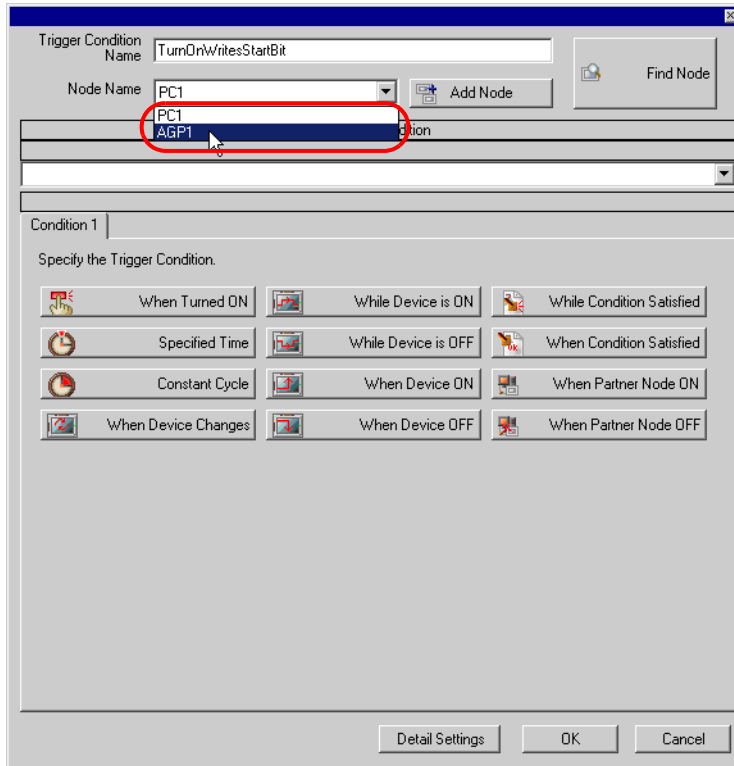 Trigger Condition
Name
TurnOnWritesStartBit
Find Node
Node Name
PC1
Add Node
PC1
AGP1
dition
Condition 1
Specify the Trigger Condition.
When Turned ON
While Device is ON
While Condition Satisfied
Specified Time
While Device is OFF
When Condition Satisfied
Constant Cycle
When Device ON
When Partner Node ON
When Device Changes
When Device OFF
When Partner Node OFF
Detail Settings
OK
Cancel